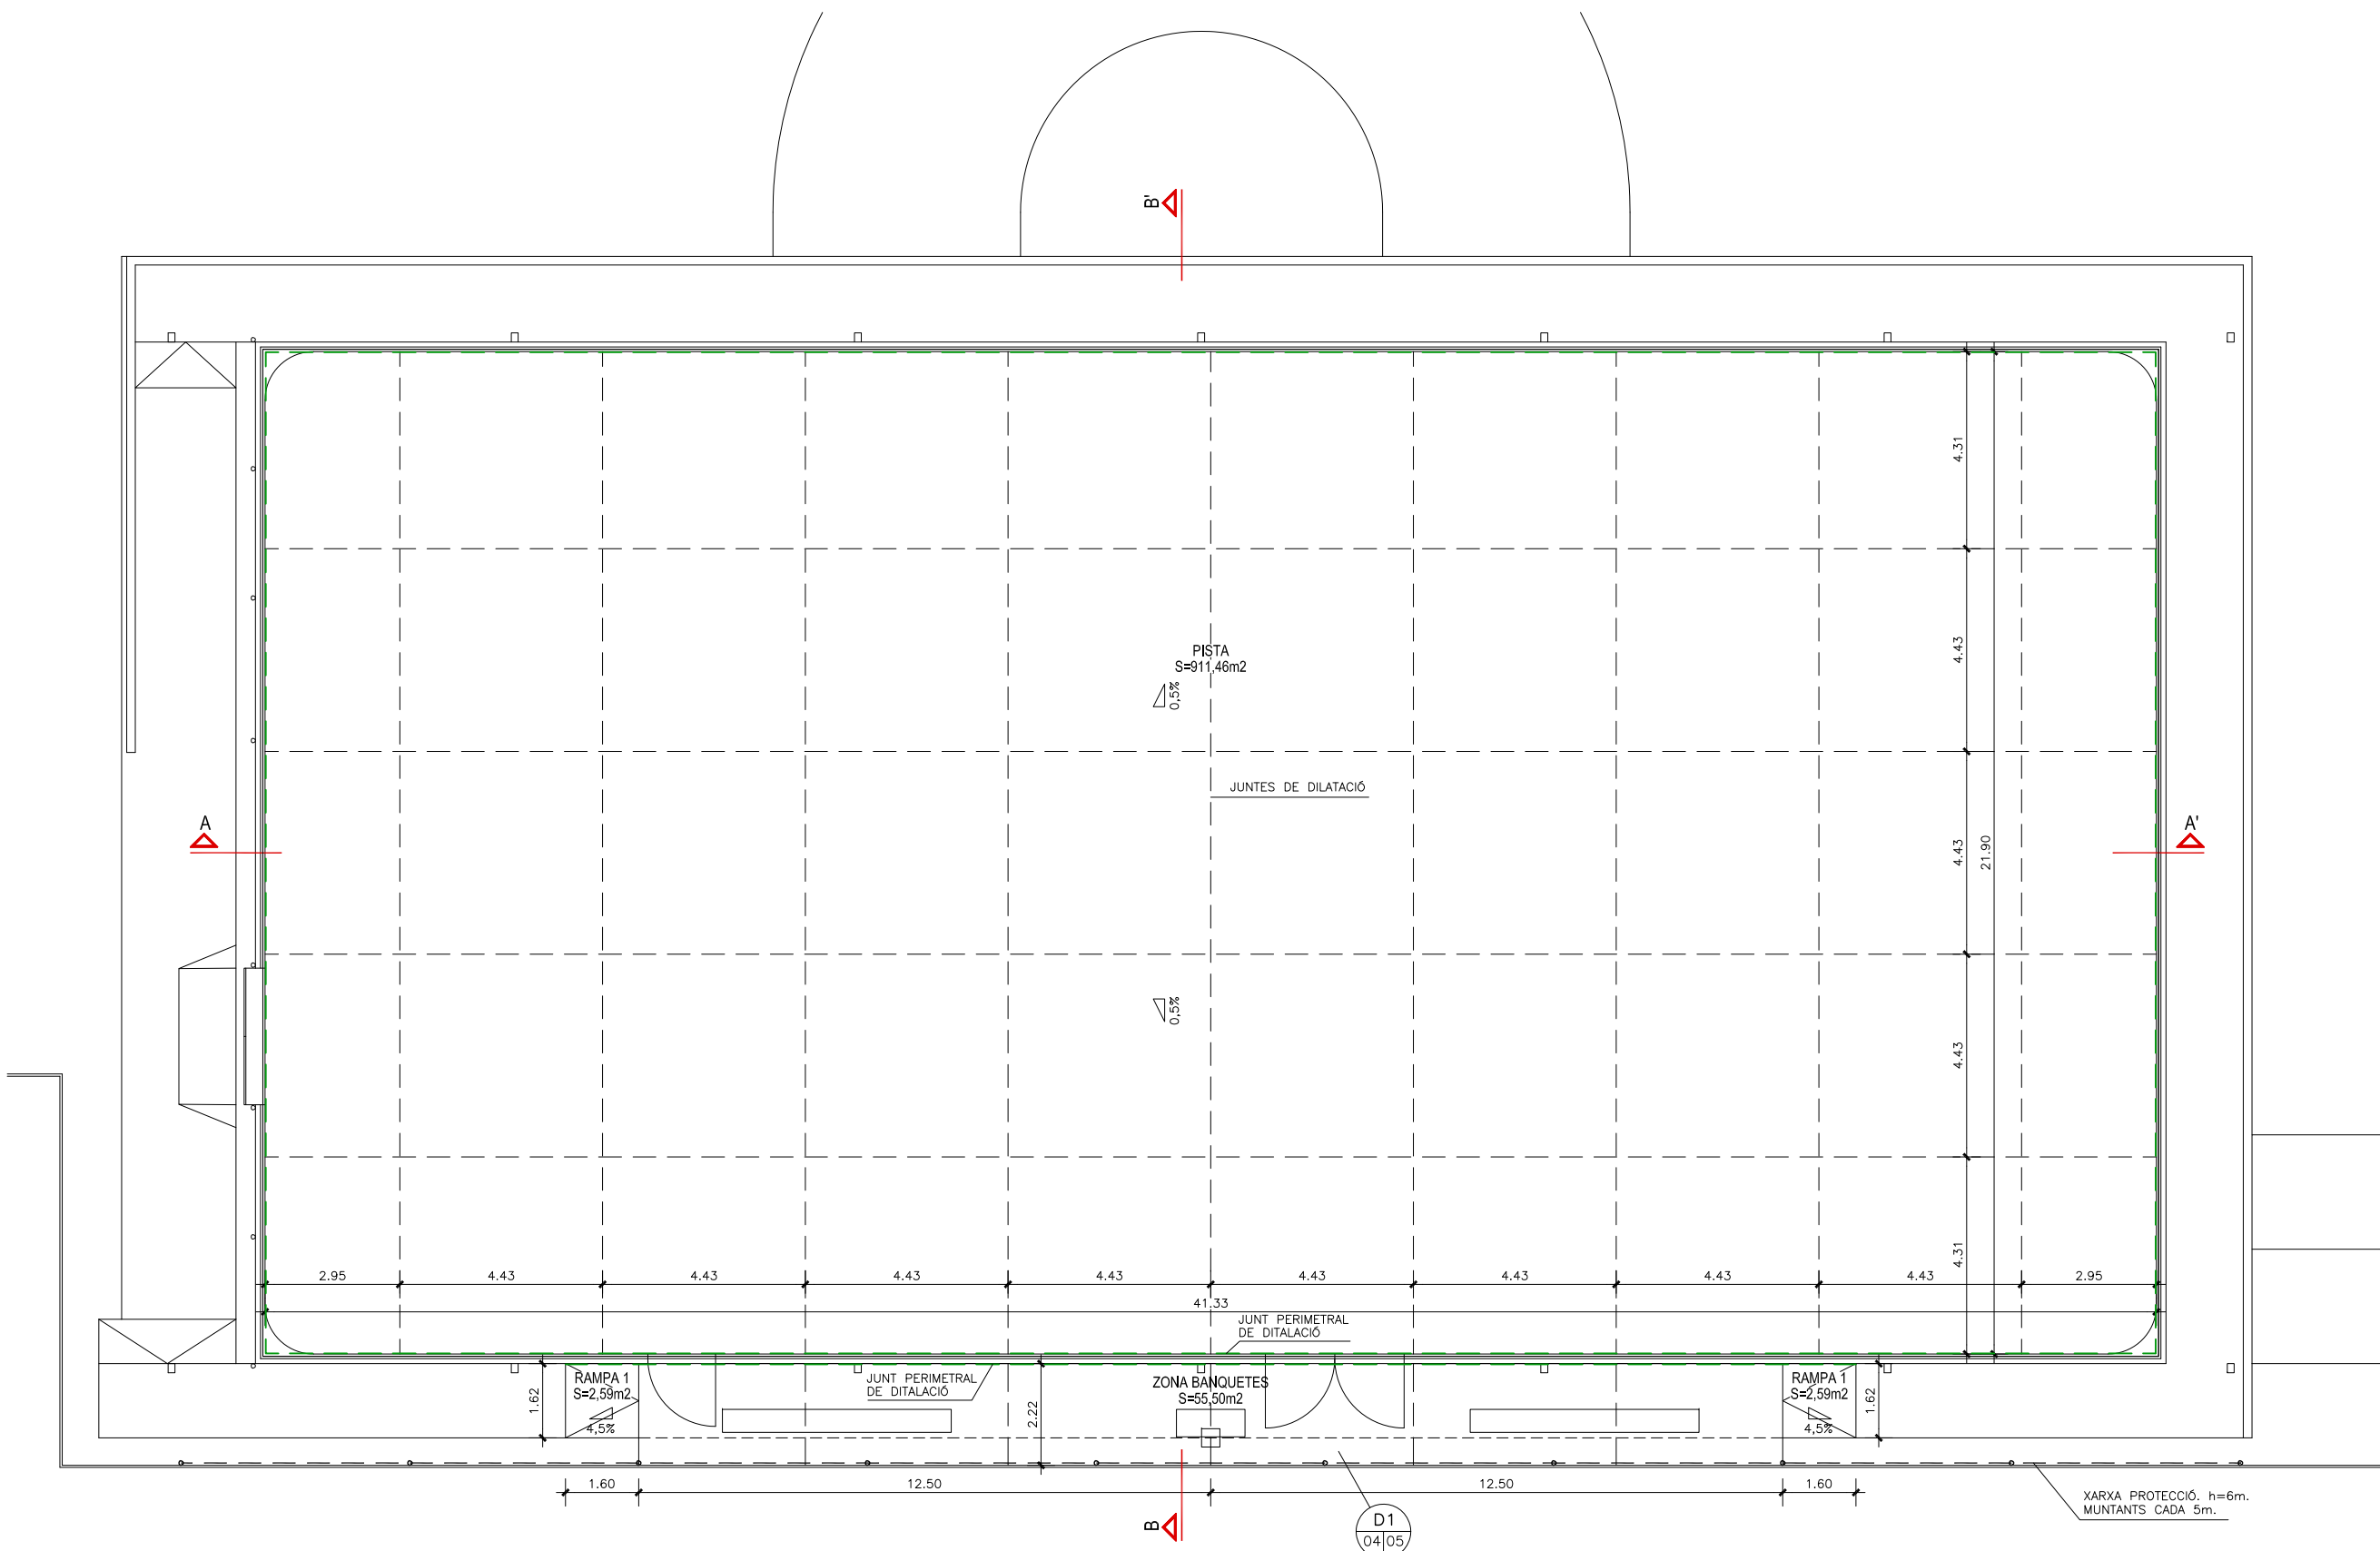 B'
4.31
PISTA
S=911,46m2
0,5%
4.43
JUNTES DE DILATACIÓ
A
A'
4.43
21.90
0,5%
4.43
4.31
2.95
4.43
4.43
4.43
4.43
4.43
4.43
4.43
4.43
2.95
41.33
JUNT PERIMETRAL
DE DITALACIÓ
RAMPA 1
S=2,59m2
4,5%
1.62
JUNT PERIMETRAL
DE DITALACIÓ
2.22
ZONA BANQUETES
S=55,50m2
RAMPA 1
S=2,59m2
4,5%
1.62
1.60
12.50
12.50
1.60
XARXA PROTECCIÓ. h=6m.
MUNTANTS CADA 5m.
B
D1
04 05